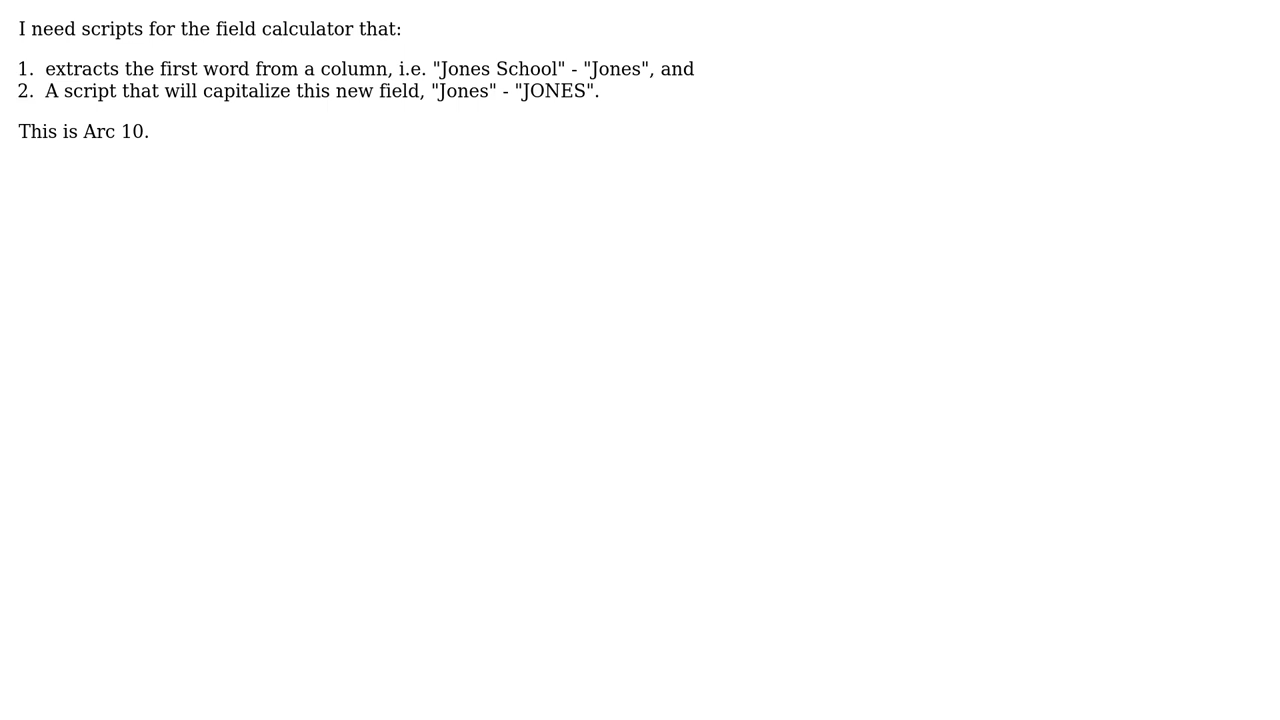 I need scripts for the field calculator that:
1. extracts the first word from a column, i.e. "Jones School" - "Jones", and
2. A script that will capitalize this new field, "Jones" - "JONES".
This is Arc 10.